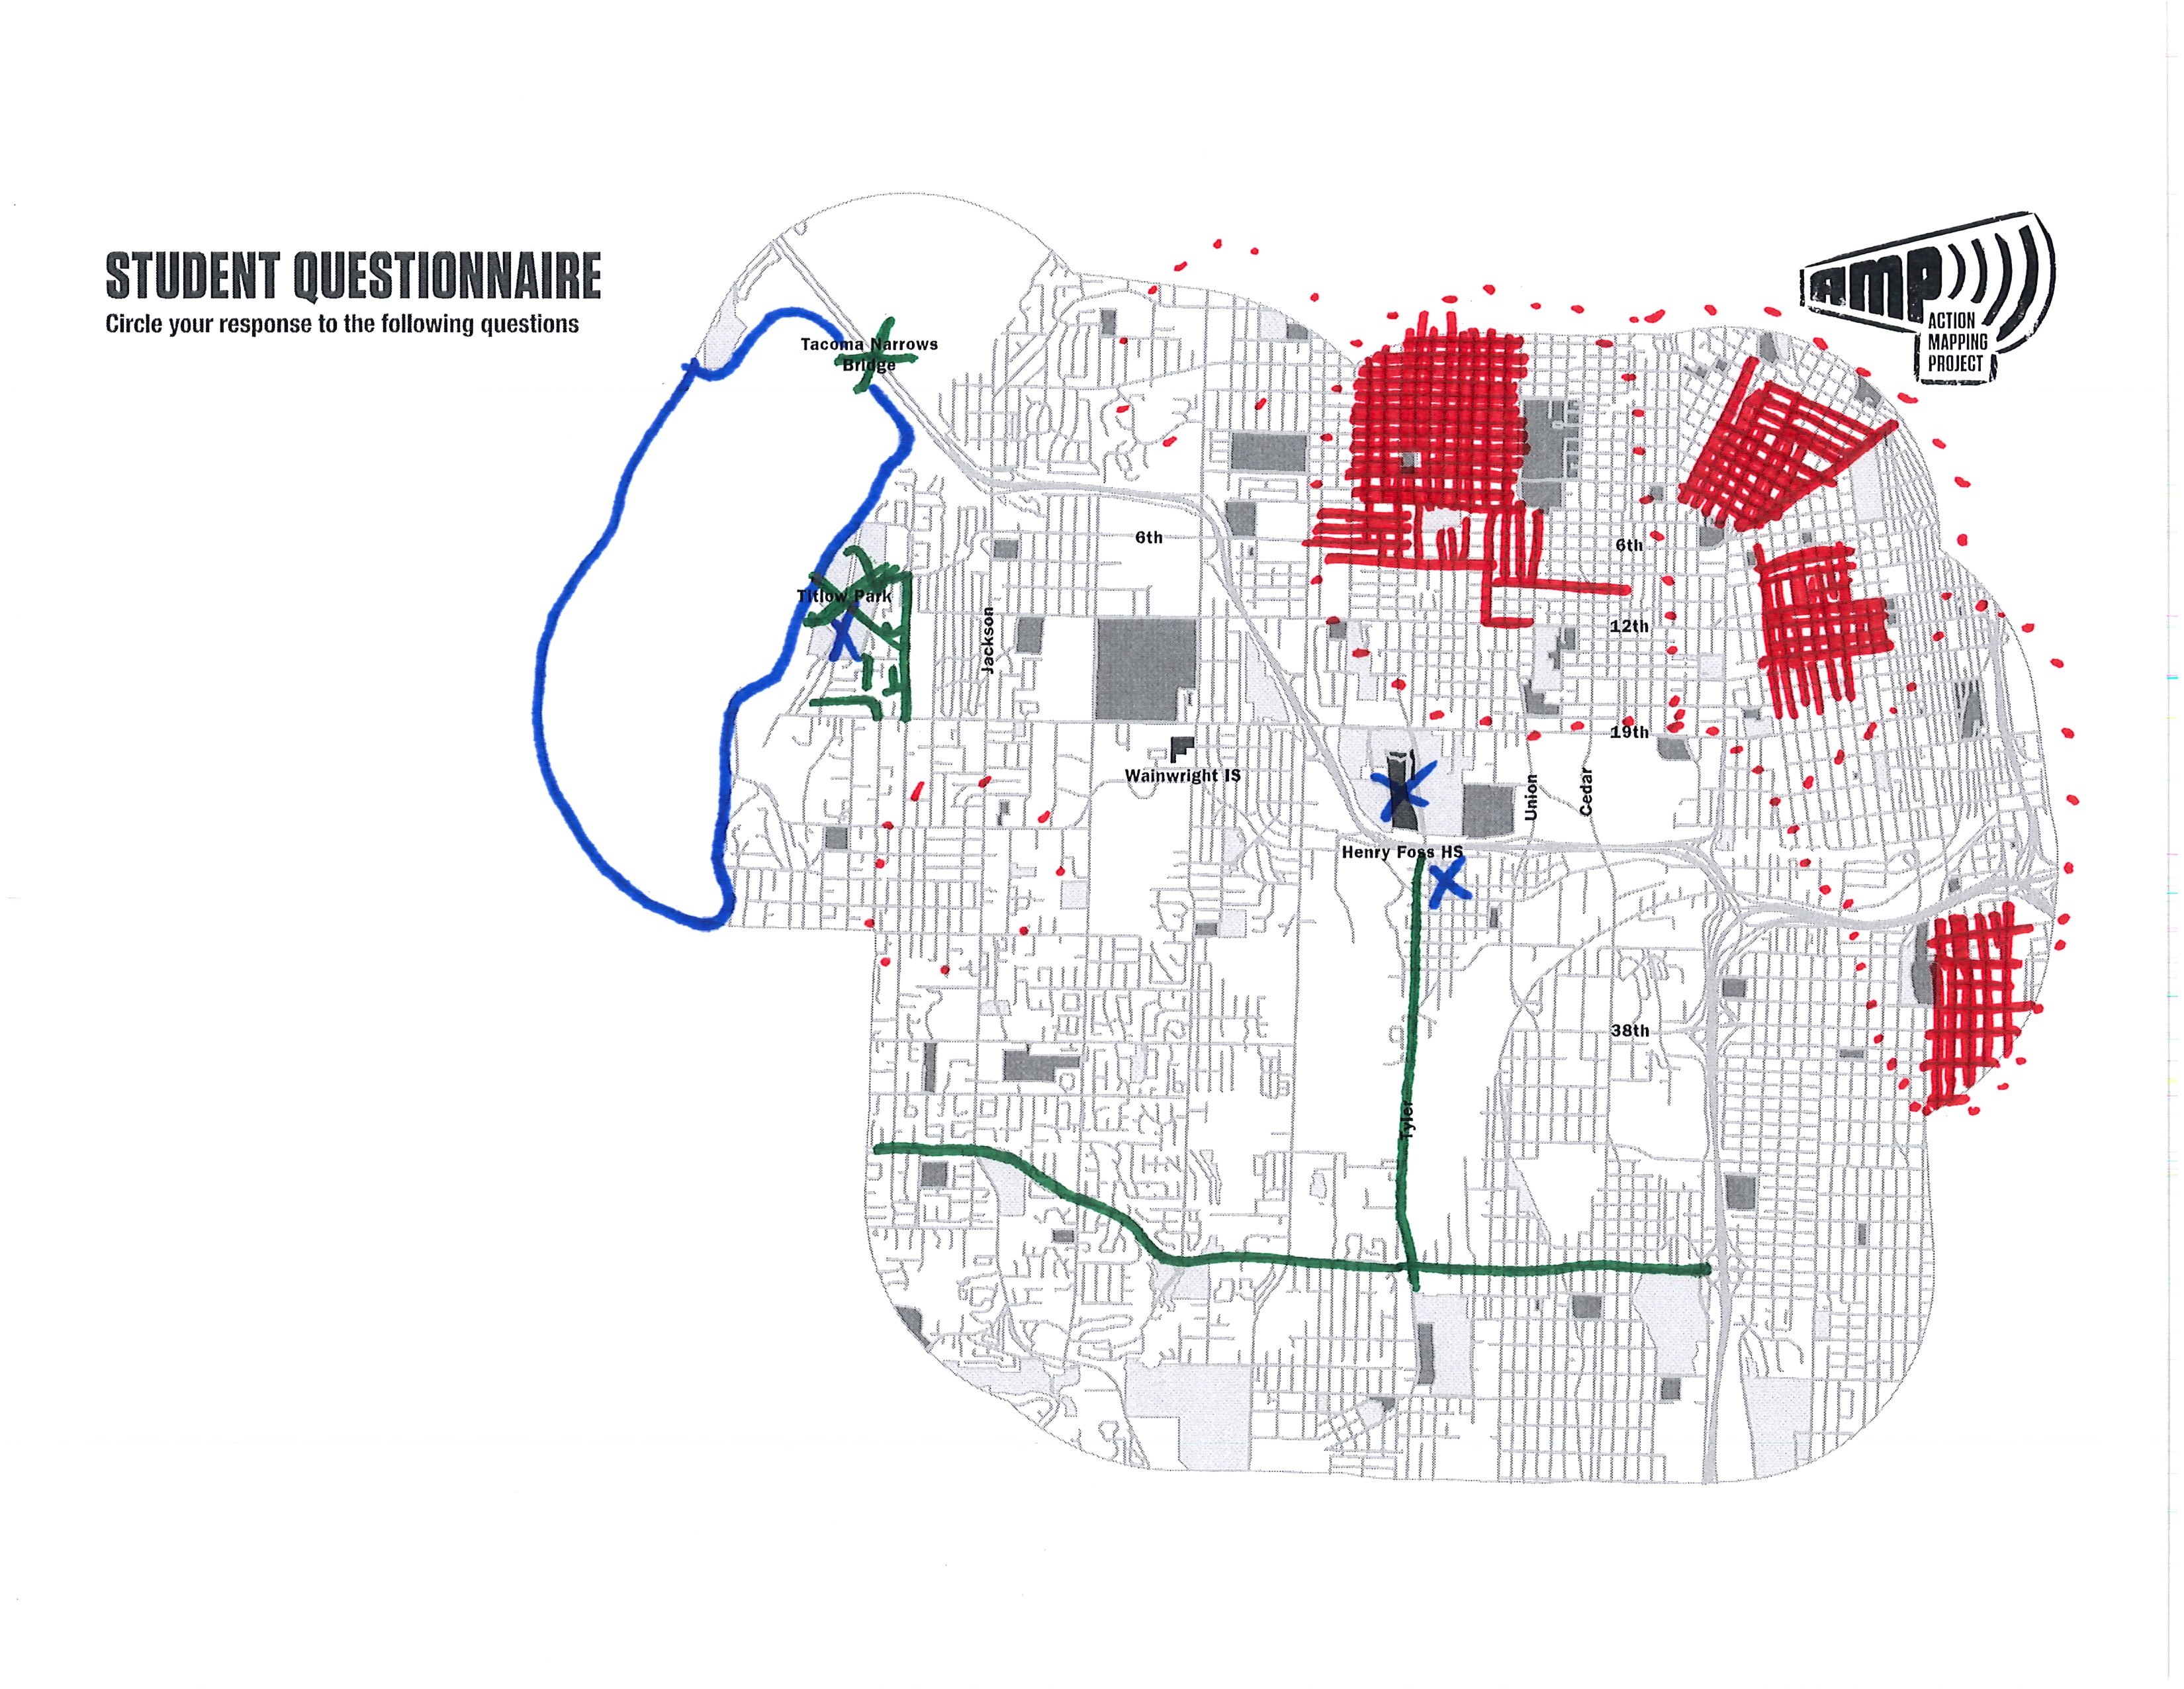 STUDENT QUESTIONNAIRE
Circle your response to the following questions
AMP
ACTION
MAPPING
PROJECT
Tacoma Narrows
Bridge
6th
6th
Titlow Park
12th
Jackson
19th
Wainwright IS
Union
Cedar
Henry Foss HS
38th
Tyler